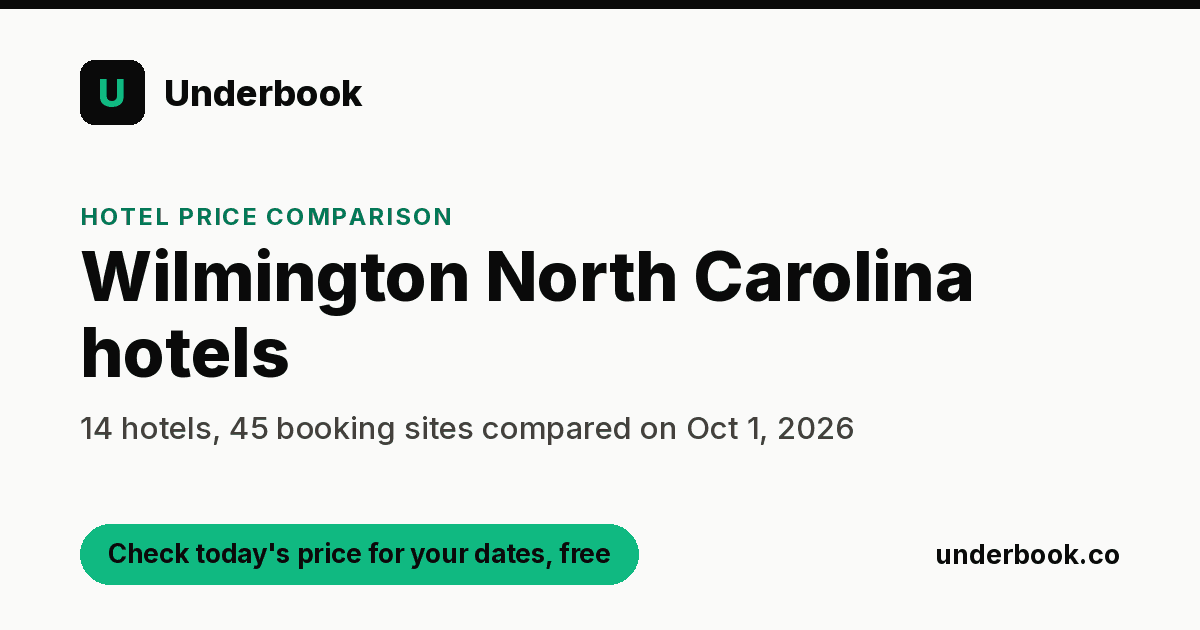 U Underbook
HOTEL PRICE COMPARISON
Wilmington North Carolina
hotels
14 hotels, 45 booking sites compared on Oct 1, 2026
Check today's price for your dates, free
underbook.co